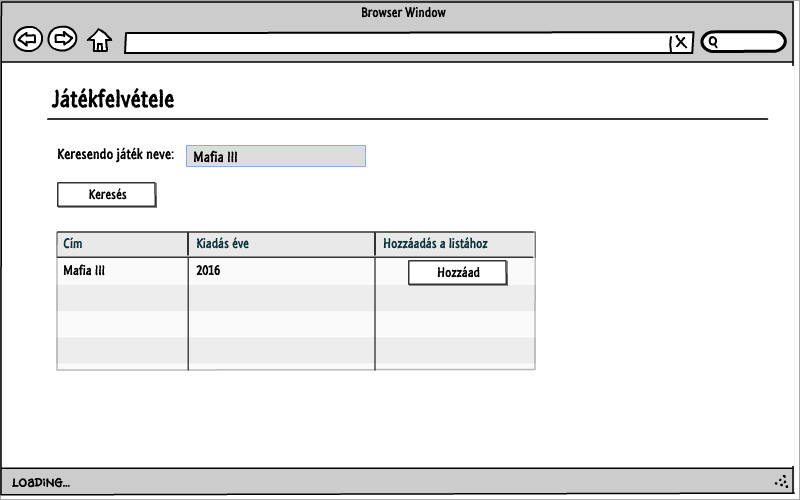 Browser Window
Játékfelvétele
Keresendo játék neve: Mafia III
Keresés
Cím Kiadás éve Hozzáadás a listához
Mafia III 2016 Hozzáad
LOADING...